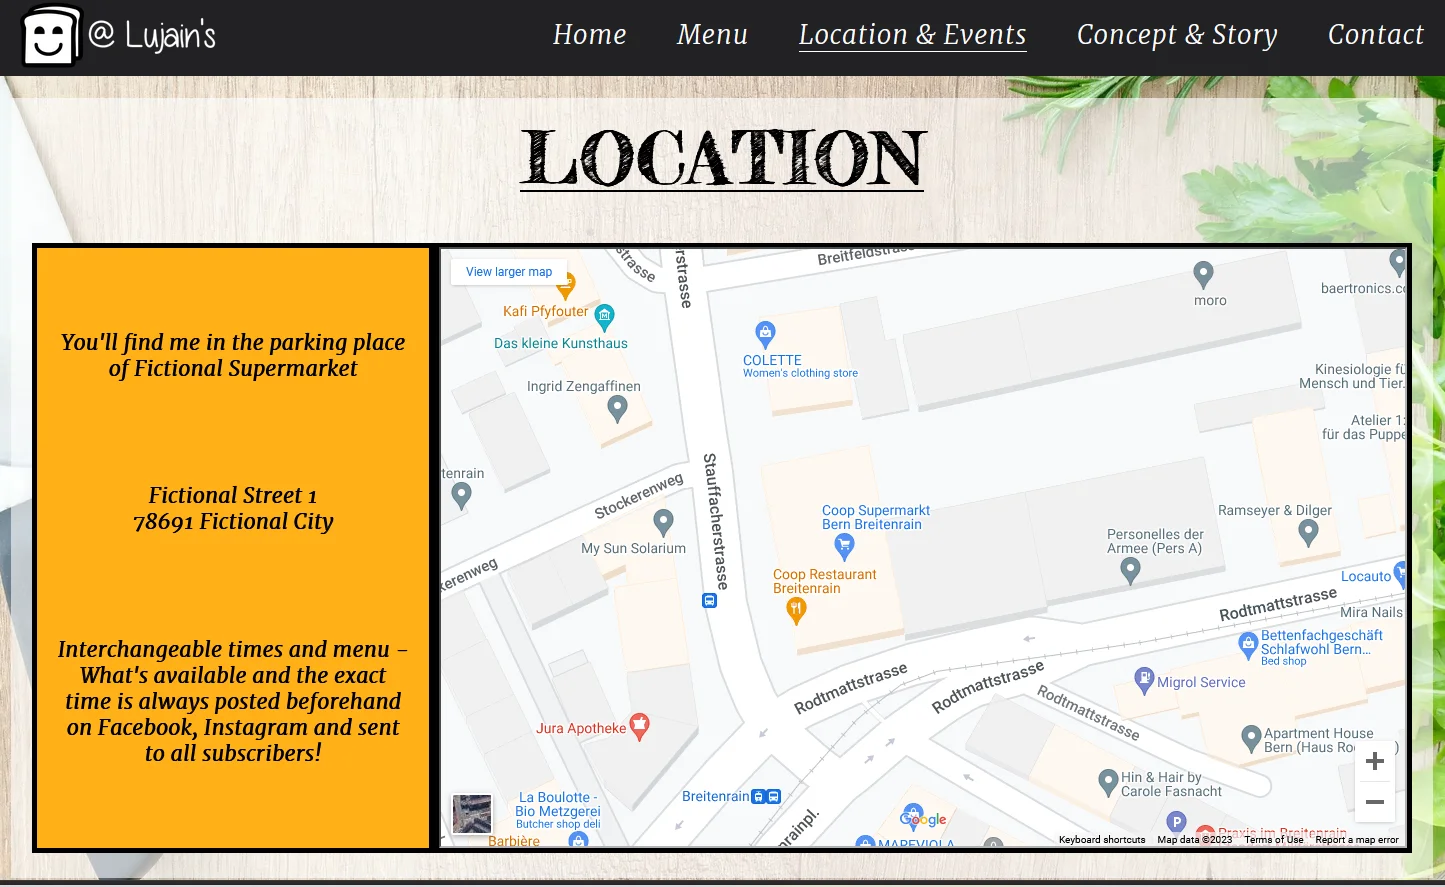 @ Lujain's
Home
Menu
Location & Events
Concept & Story
Contact
LOCATION
You'll find me in the parking place
of Fictional Supermarket
Fictional Street 1
78691 Fictional City
Interchangeable times and menu –
What's available and the exact
time is always posted beforehand
on Facebook, Instagram and sent
to all subscribers!
View larger map
strasse
rstrasse
Breitfeldstrasse
Kafi Pfyfouter
Das kleine Kunsthaus
Ingrid Zengaffinen
COLETTE
Women's clothing store
moro
baertronics.co
Kinesiologie fü
Mensch und Tier.
Atelier 1:
für das Puppe
tenrain
Stockerenweg
Stauffacherstrasse
My Sun Solarium
kerenweg
Coop Supermarkt
Bern Breitenrain
Coop Restaurant
Breitenrain
Personelles der
Armee (Pers A)
Ramseyer & Dilger
Locauto
Rodtmattstrasse
Mira Nails
Bettenfachgeschäft
Schlafwohl Bern...
Bed shop
Rodtmattstrasse
Rodtmattstrasse
Rodtmattstrasse
Migrol Service
Jura Apotheke
Apartment House
Bern (Haus Ro
Hin & Hair by
Carole Fasnacht
Breitenrain
La Boulotte -
Bio Metzgerei
Butcher shop deli
Barbière
rainpl.
Google
P
MAREVIOLA
Praxis im Breitenrain
Keyboard shortcuts
Map data ©2023
Terms of Use
Report a map error